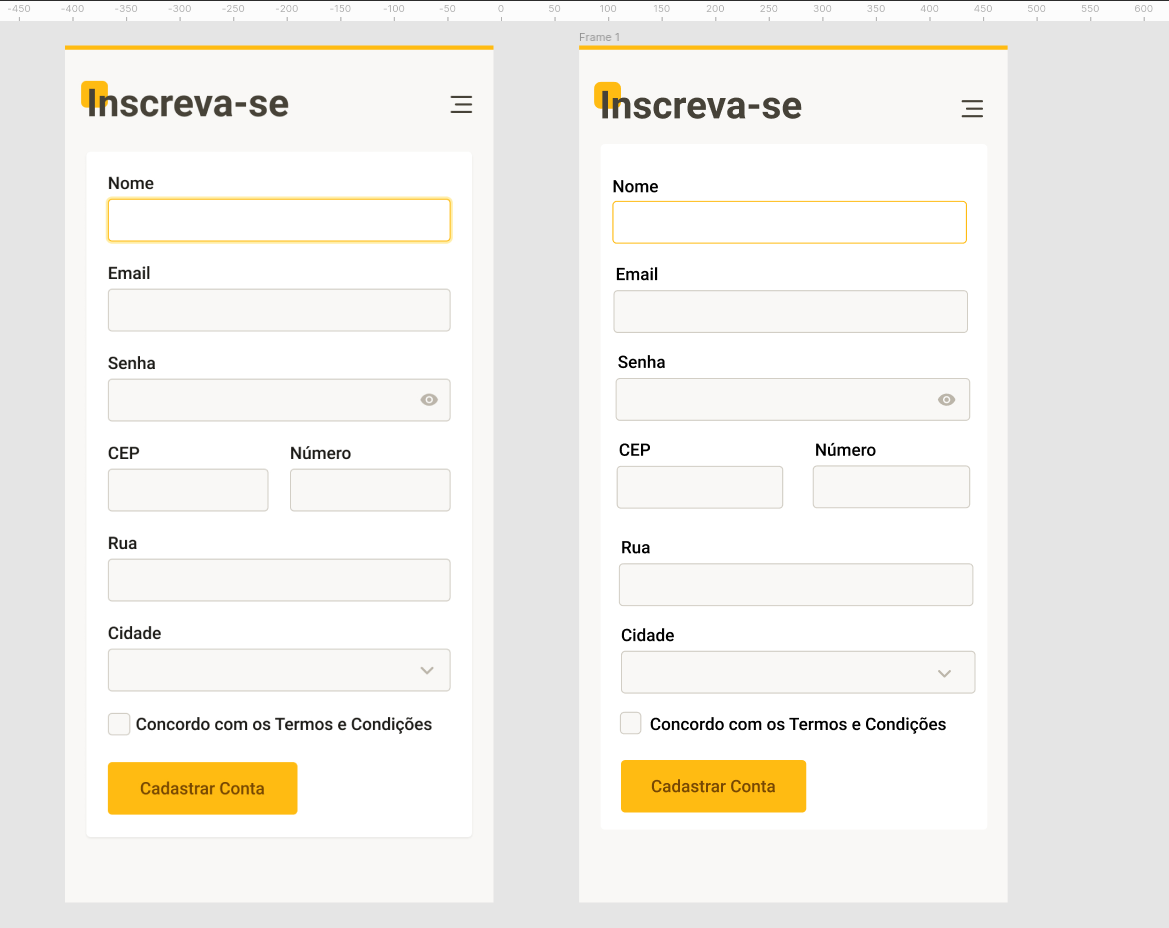 -450 -400 -350 -300 -250 -200 -150 -100 -50 0 50 100 150 200 250 300 350 400 450 500 550 600
Inscreva-se
Nome
Email
Senha
CEP Número
Rua
Cidade
Concordo com os Termos e Condições
Cadastrar Conta
Frame 1
Inscreva-se
Nome
Email
Senha
CEP Número
Rua
Cidade
Concordo com os Termos e Condições
Cadastrar Conta